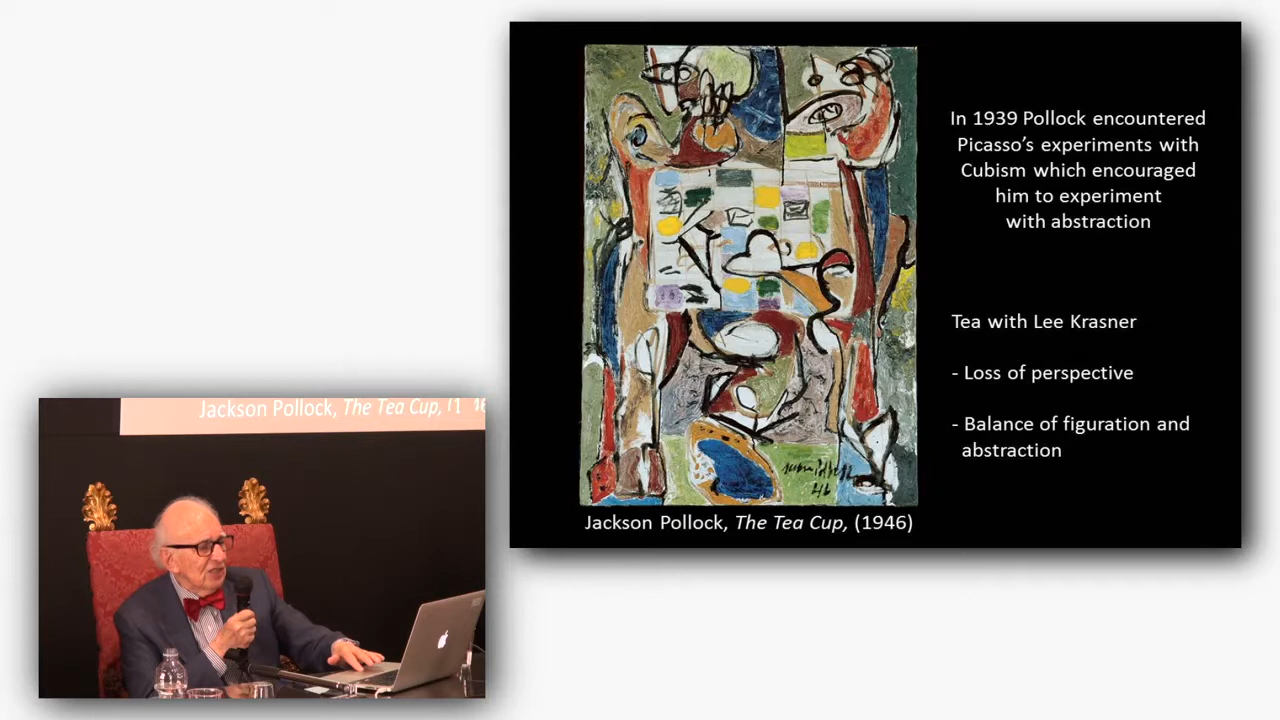 In 1939 Pollock encountered
Picasso’s experiments with
Cubism which encouraged
him to experiment
with abstraction
Tea with Lee Krasner
- Loss of perspective
- Balance of figuration and
abstraction
Jackson Pollock, The Tea Cup, (1946)
Jackson Pollock, The Tea Cup,